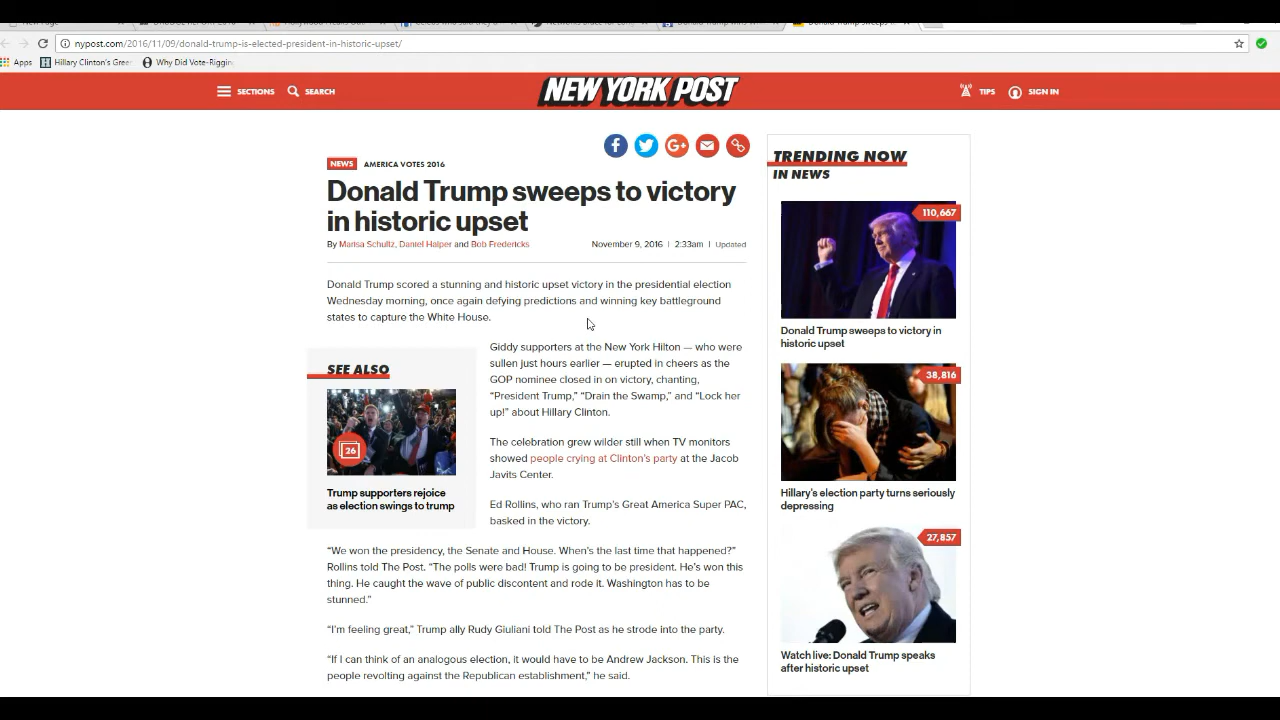 nypost.com/2016/11/09/donald-trump-is-elected-president-in-historic-upset/
Apps
Hillary Clinton's Gree
Why Did Vote-Riggin
SECTIONS
SEARCH
NEW YORK POST
TIPS
SIGN IN
NEWS AMERICA VOTES 2016
Donald Trump sweeps to victory
in historic upset
By Marisa Schultz, Daniel Halper and Bob Fredericks
November 9, 2016 | 2:33am | Updated
Donald Trump scored a stunning and historic upset victory in the presidential election
Wednesday morning, once again defying predictions and winning key battleground
states to capture the White House.
SEE ALSO
26
Trump supporters rejoice
as election swings to trump
Giddy supporters at the New York Hilton — who were
sullen just hours earlier — erupted in cheers as the
GOP nominee closed in on victory, chanting,
“President Trump,” “Drain the Swamp,” and “Lock her
up!” about Hillary Clinton.
The celebration grew wilder still when TV monitors
showed people crying at Clinton’s party at the Jacob
Javits Center.
Ed Rollins, who ran Trump’s Great America Super PAC,
basked in the victory.
“We won the presidency, the Senate and House. When’s the last time that happened?”
Rollins told The Post. “The polls were bad! Trump is going to be president. He’s won this
thing. He caught the wave of public discontent and rode it. Washington has to be
stunned.”
“I’m feeling great,” Trump ally Rudy Giuliani told The Post as he strode into the party.
“If I can think of an analogous election, it would have to be Andrew Jackson. This is the
people revolting against the Republican establishment,” he said.
TRENDING NOW
IN NEWS
110,667
Donald Trump sweeps to victory in
historic upset
38,816
Hillary’s election party turns seriously
depressing
27,857
Watch live: Donald Trump speaks
after historic upset